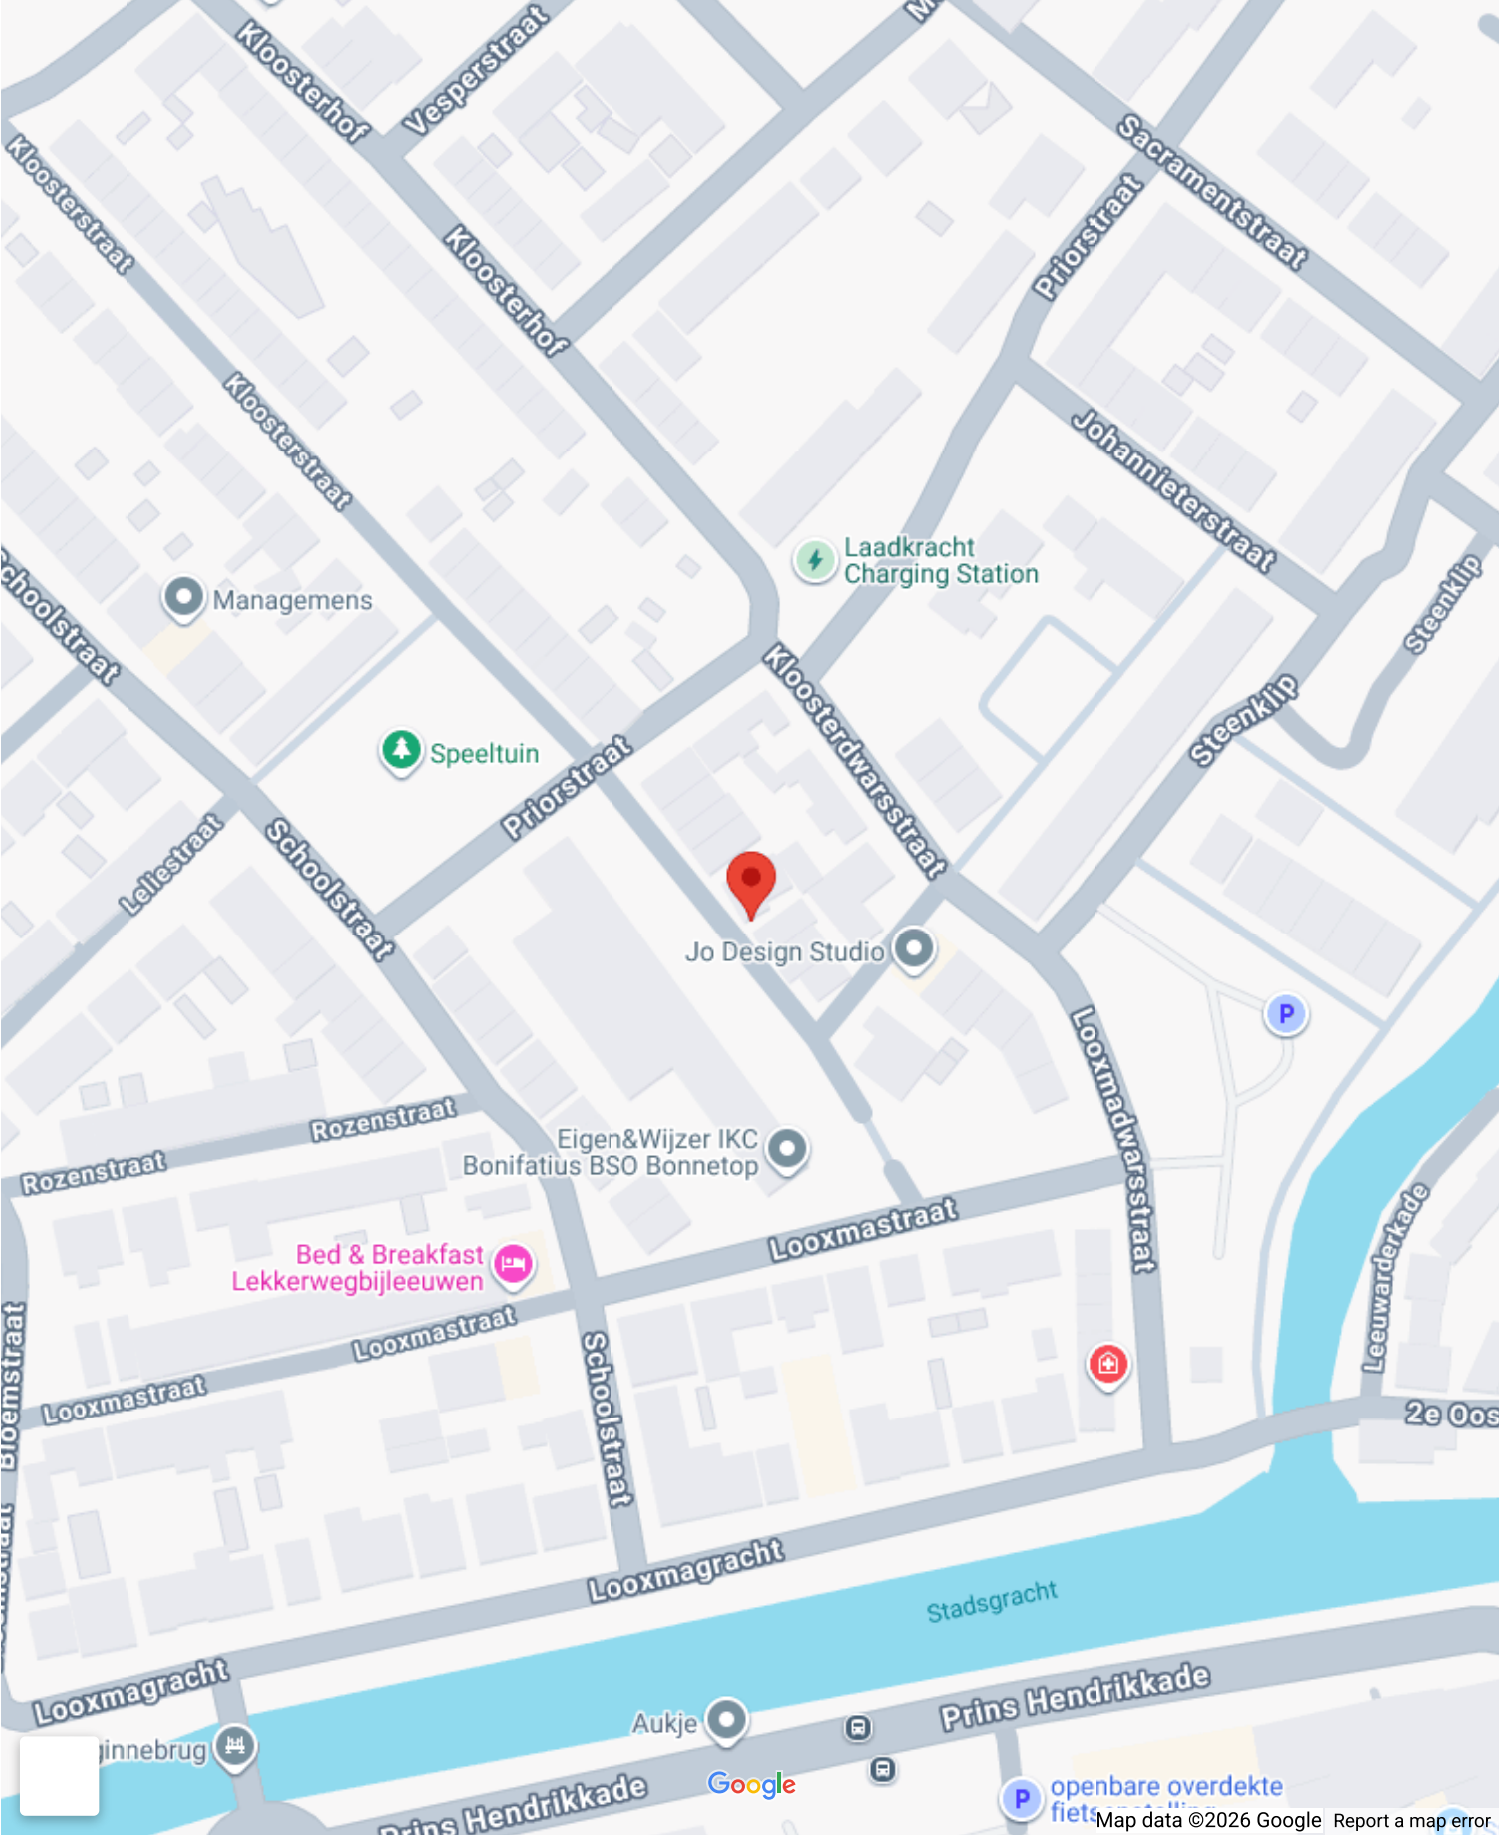 Kloosterhof
Vesperstraat
Kloosterstraat
Sacramentstraat
Priorstraat
Kloosterhof
Kloosterstraat
Johannieterstraat
Laadkracht
Charging Station
Steenklip
Managemens
Schoolstraat
Kloosterdwarsstraat
Steenklip
Speeltuin
Priorstraat
Leliestraat
Schoolstraat
Jo Design Studio
P
Looxmadwarsstraat
Rozenstraat
Rozenstraat
Eigen&Wijzer IKC
Bonifatius BSO Bonnetop
Looxmastraat
Leeuwarderkade
Bed & Breakfast
Lekkerwegbijleeuwen
Looxmastraat
Looxmastraat
Bloemstraat
Schoolstraat
2e Oos
Looxmagracht
Stadsgracht
Looxmagracht
Prins Hendrikkade
Aukje
ginnebrug
Google
Prins Hendrikkade
P
openbare overdekte
Map data ©2026 Google
Report a map error